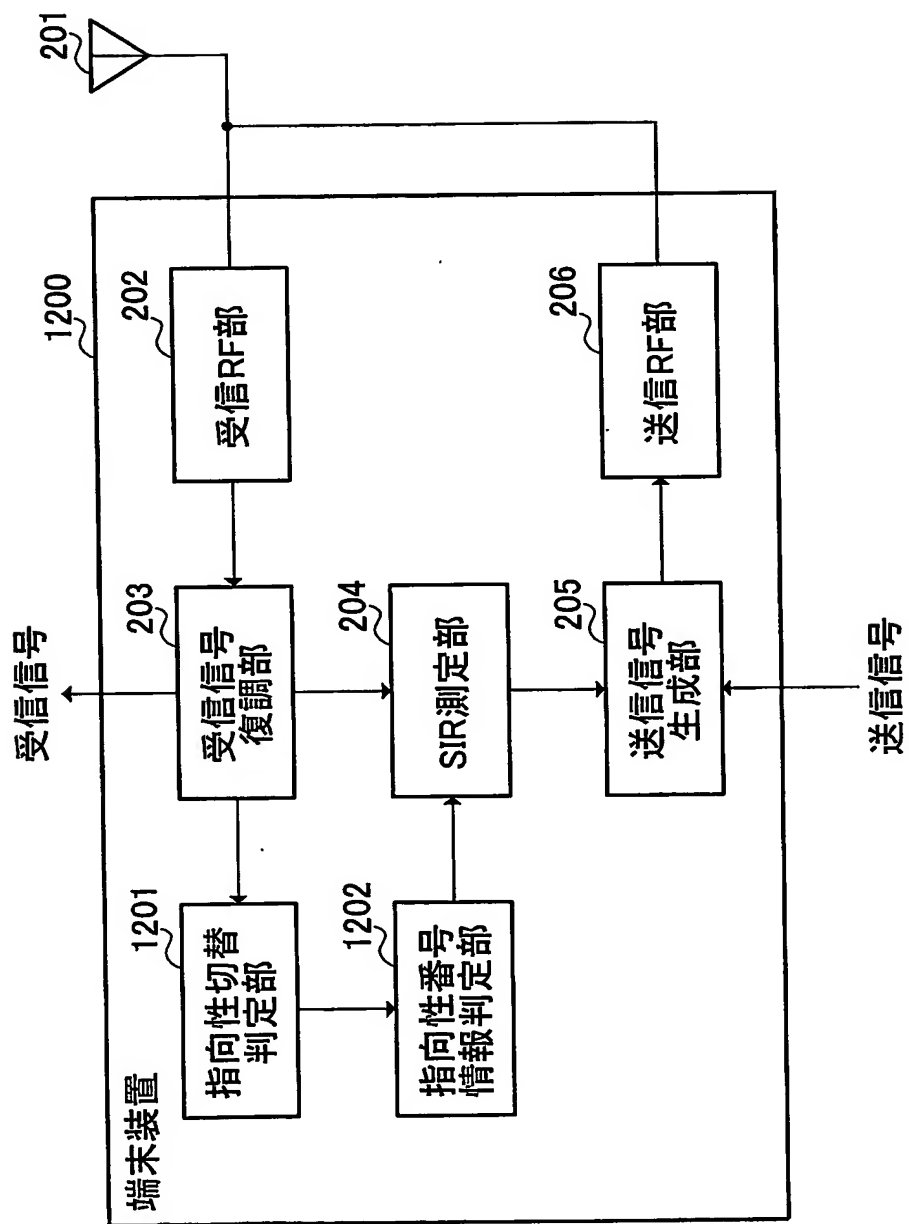 端末装置
1200
201
受信信号
203
受信信号
復調部
202
受信RF部
1201
指向性切替
判定部
204
SIR測定部
1202
指向性番号
情報判定部
205
送信信号
生成部
206
送信RF部
送信信号